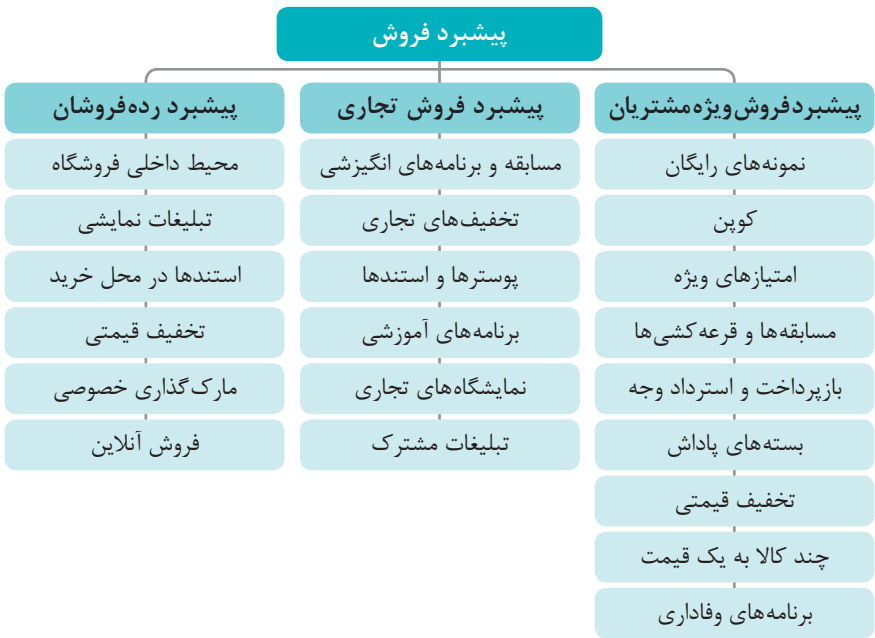 پیشبرد فروش
پیشبردفروش‌ویژه‌مشتریان
نمونه‌های رایگان
کوپن
امتیازهای ویژه
مسابقه‌ها و قرعه‌کشی‌ها
بازپرداخت و استرداد وجه
بسته‌های پاداش
تخفیف قیمتی
چند کالا به یک قیمت
برنامه‌های وفاداری
پیشبرد فروش تجاری
مسابقه و برنامه‌های انگیزشی
تخفیف‌های تجاری
پوسترها و استندها
برنامه‌های آموزشی
نمایشگاه‌های تجاری
تبلیغات مشترک
پیشبرد رده‌فروشان
محیط داخلی فروشگاه
تبلیغات نمایشی
استندها در محل خرید
تخفیف قیمتی
مارک‌گذاری خصوصی
فروش آنلاین